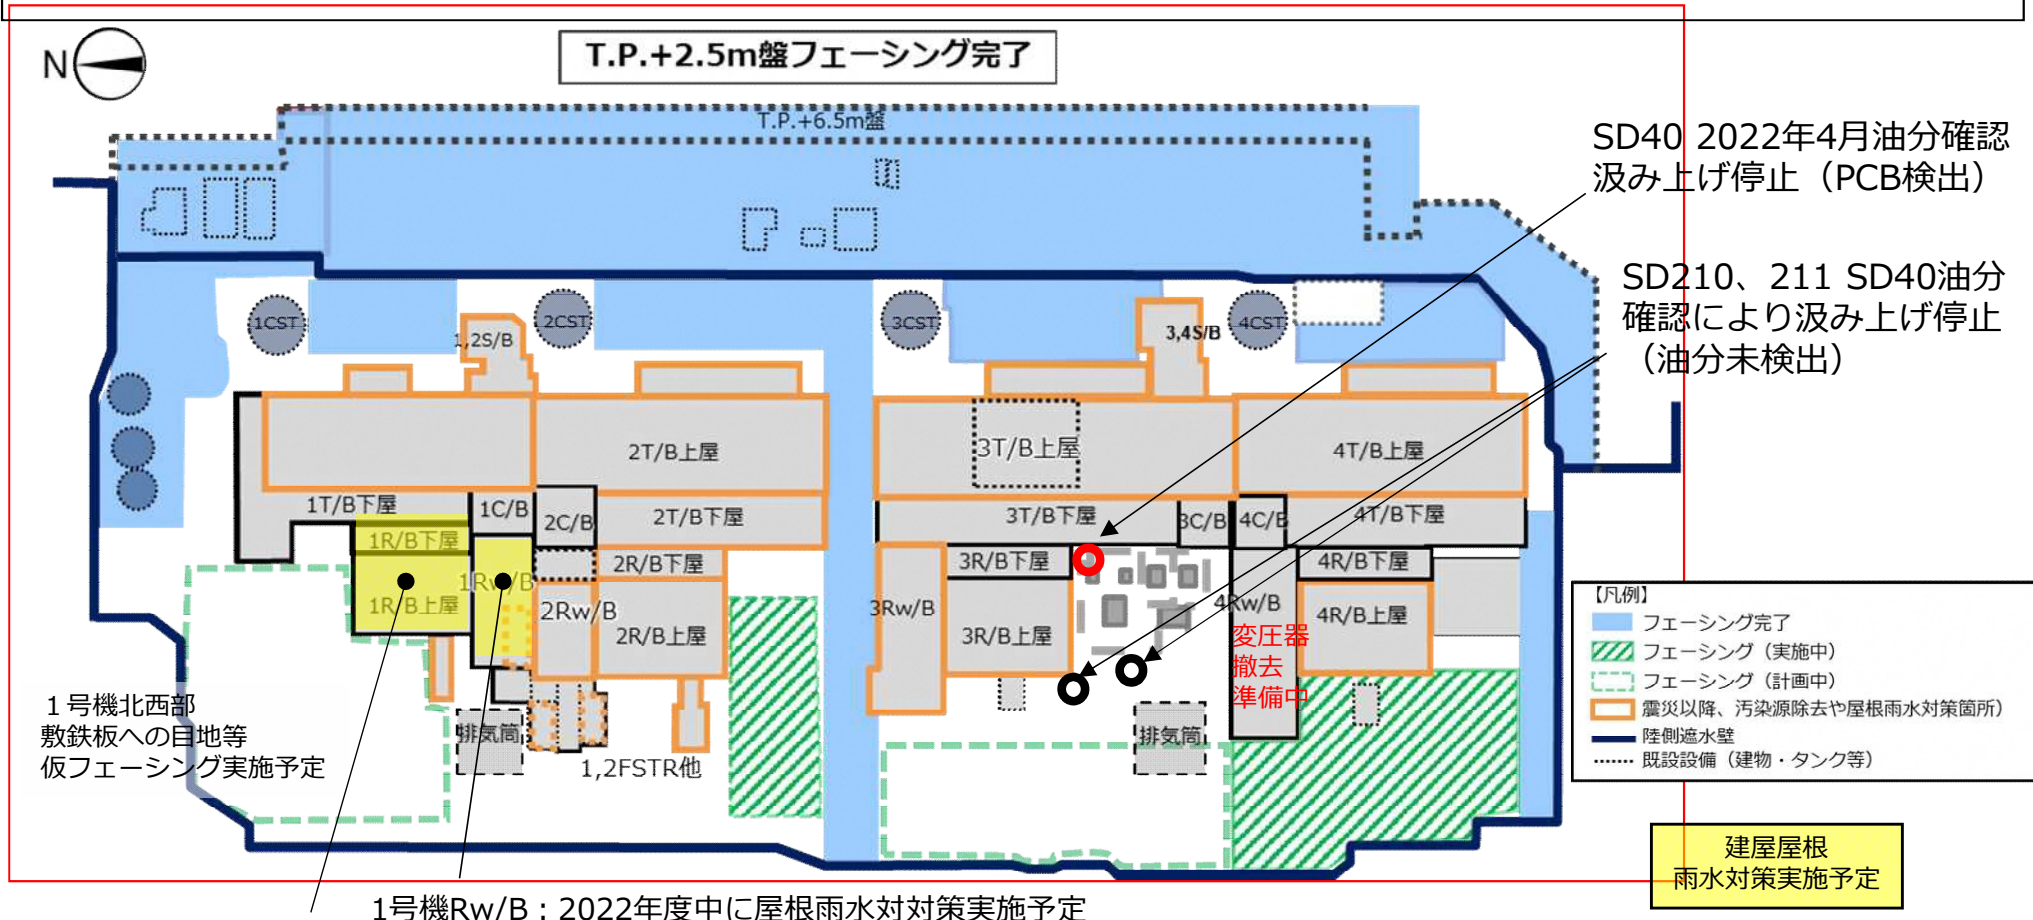 N
T.P.+2.5m盤フェーシング完了
T.P.+6.5m盤
SD40 2022年4月油分確認
汲み上げ停止（PCB検出）
SD210、211 SD40油分
確認により汲み上げ停止
（油分未検出）
1CST
1,2S/B
2CST
3CST
3,4S/B
4CST
2T/B上屋
3T/B上屋
4T/B上屋
1T/B下屋
1C/B
2C/B
2T/B下屋
3T/B下屋
3C/B
4C/B
4T/B下屋
1R/B下屋
2R/B下屋
3R/B下屋
4R/B下屋
1Rw/B
1R/B上屋
2Rw/B
2R/B上屋
3Rw/B
3R/B上屋
4Rw/B
4R/B上屋
変圧器
撤去
準備中
１号機北西部
敷鉄板への目地等
仮フェーシング実施予定
排気筒
1,2FSTR他
排気筒
【凡例】
フェーシング完了
フェーシング（実施中）
フェーシング（計画中）
震災以降、汚染源除去や屋根雨水対策箇所）
陸側遮水壁
既設設備（建物・タンク等）
建屋屋根
雨水対策実施予定
1号機Rw/B：2022年度中に屋根雨水対対策実施予定